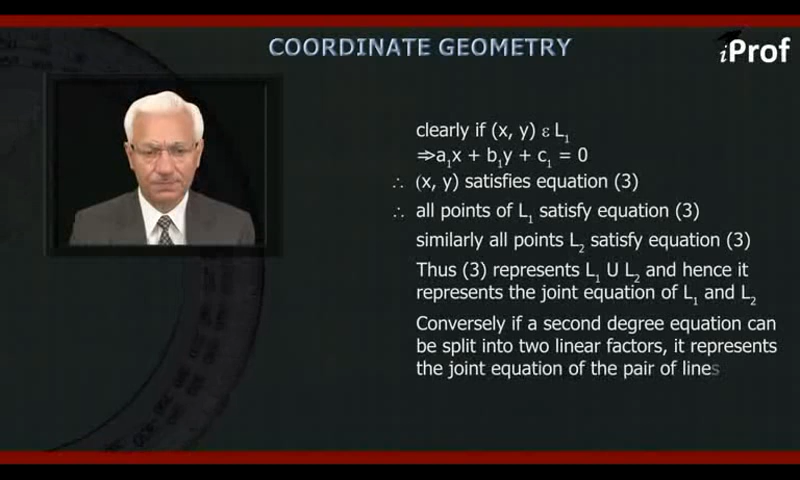 COORDINATE GEOMETRY
iProf
clearly if (x, y) ε L₁
⇒a₁x + b₁y + c₁ = 0
∴ (x, y) satisfies equation (3)
∴ all points of L₁ satisfy equation (3)
similarly all points L₂ satisfy equation (3)
Thus (3) represents L₁ U L₂ and hence it
represents the joint equation of L₁ and L₂
Conversely if a second degree equation can
be split into two linear factors, it represents
the joint equation of the pair of lines